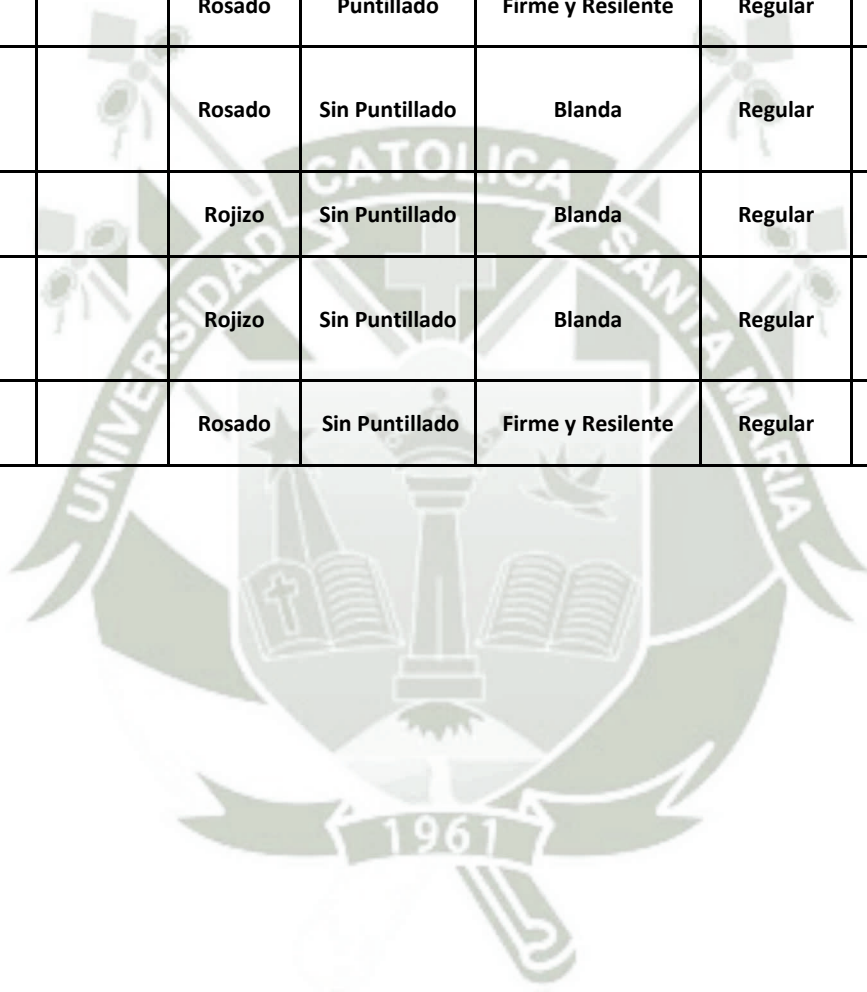 Rosado Puntillado Firme y Resilente Regular
Rosado Sin Puntillado Blanda Regular
Rojizo Sin Puntillado Blanda Regular
Rojizo Sin Puntillado Blanda Regular
Rosado Sin Puntillado Firme y Resilente Regular
UNIVERSIDAD CATOLICA SANTA MARIA
1961